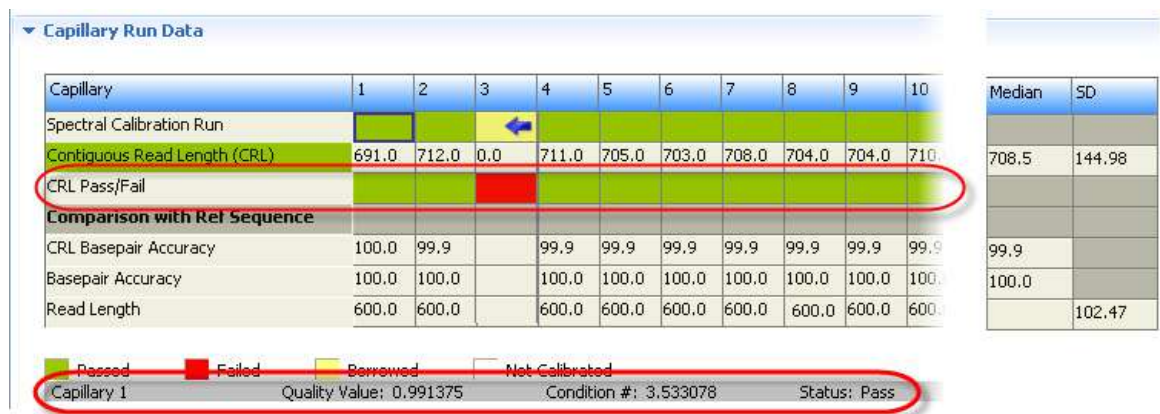 Capillary Run Data
Capillary 1 2 3 4 5 6 7 8 9 10 Median SD
Spectral Calibration Run
Contiguous Read Length (CRL) 691.0 712.0 0.0 711.0 705.0 703.0 708.0 704.0 704.0 710. 708.5 144.98
CRL Pass/Fail
Comparison with Ref Sequence
CRL Basepair Accuracy 100.0 99.9 99.9 99.9 99.9 99.9 99.9 99.9 99.9 99.9
Basepair Accuracy 100.0 100.0 100.0 100.0 100.0 100.0 100.0 100.0 100. 100.0
Read Length 600.0 600.0 600.0 600.0 600.0 600.0 600.0 600.0 600. 102.47
Passed Failed Borrowed Not Calibrated
Capillary 1 Quality Value: 0.991375 Condition #: 3.533078 Status: Pass